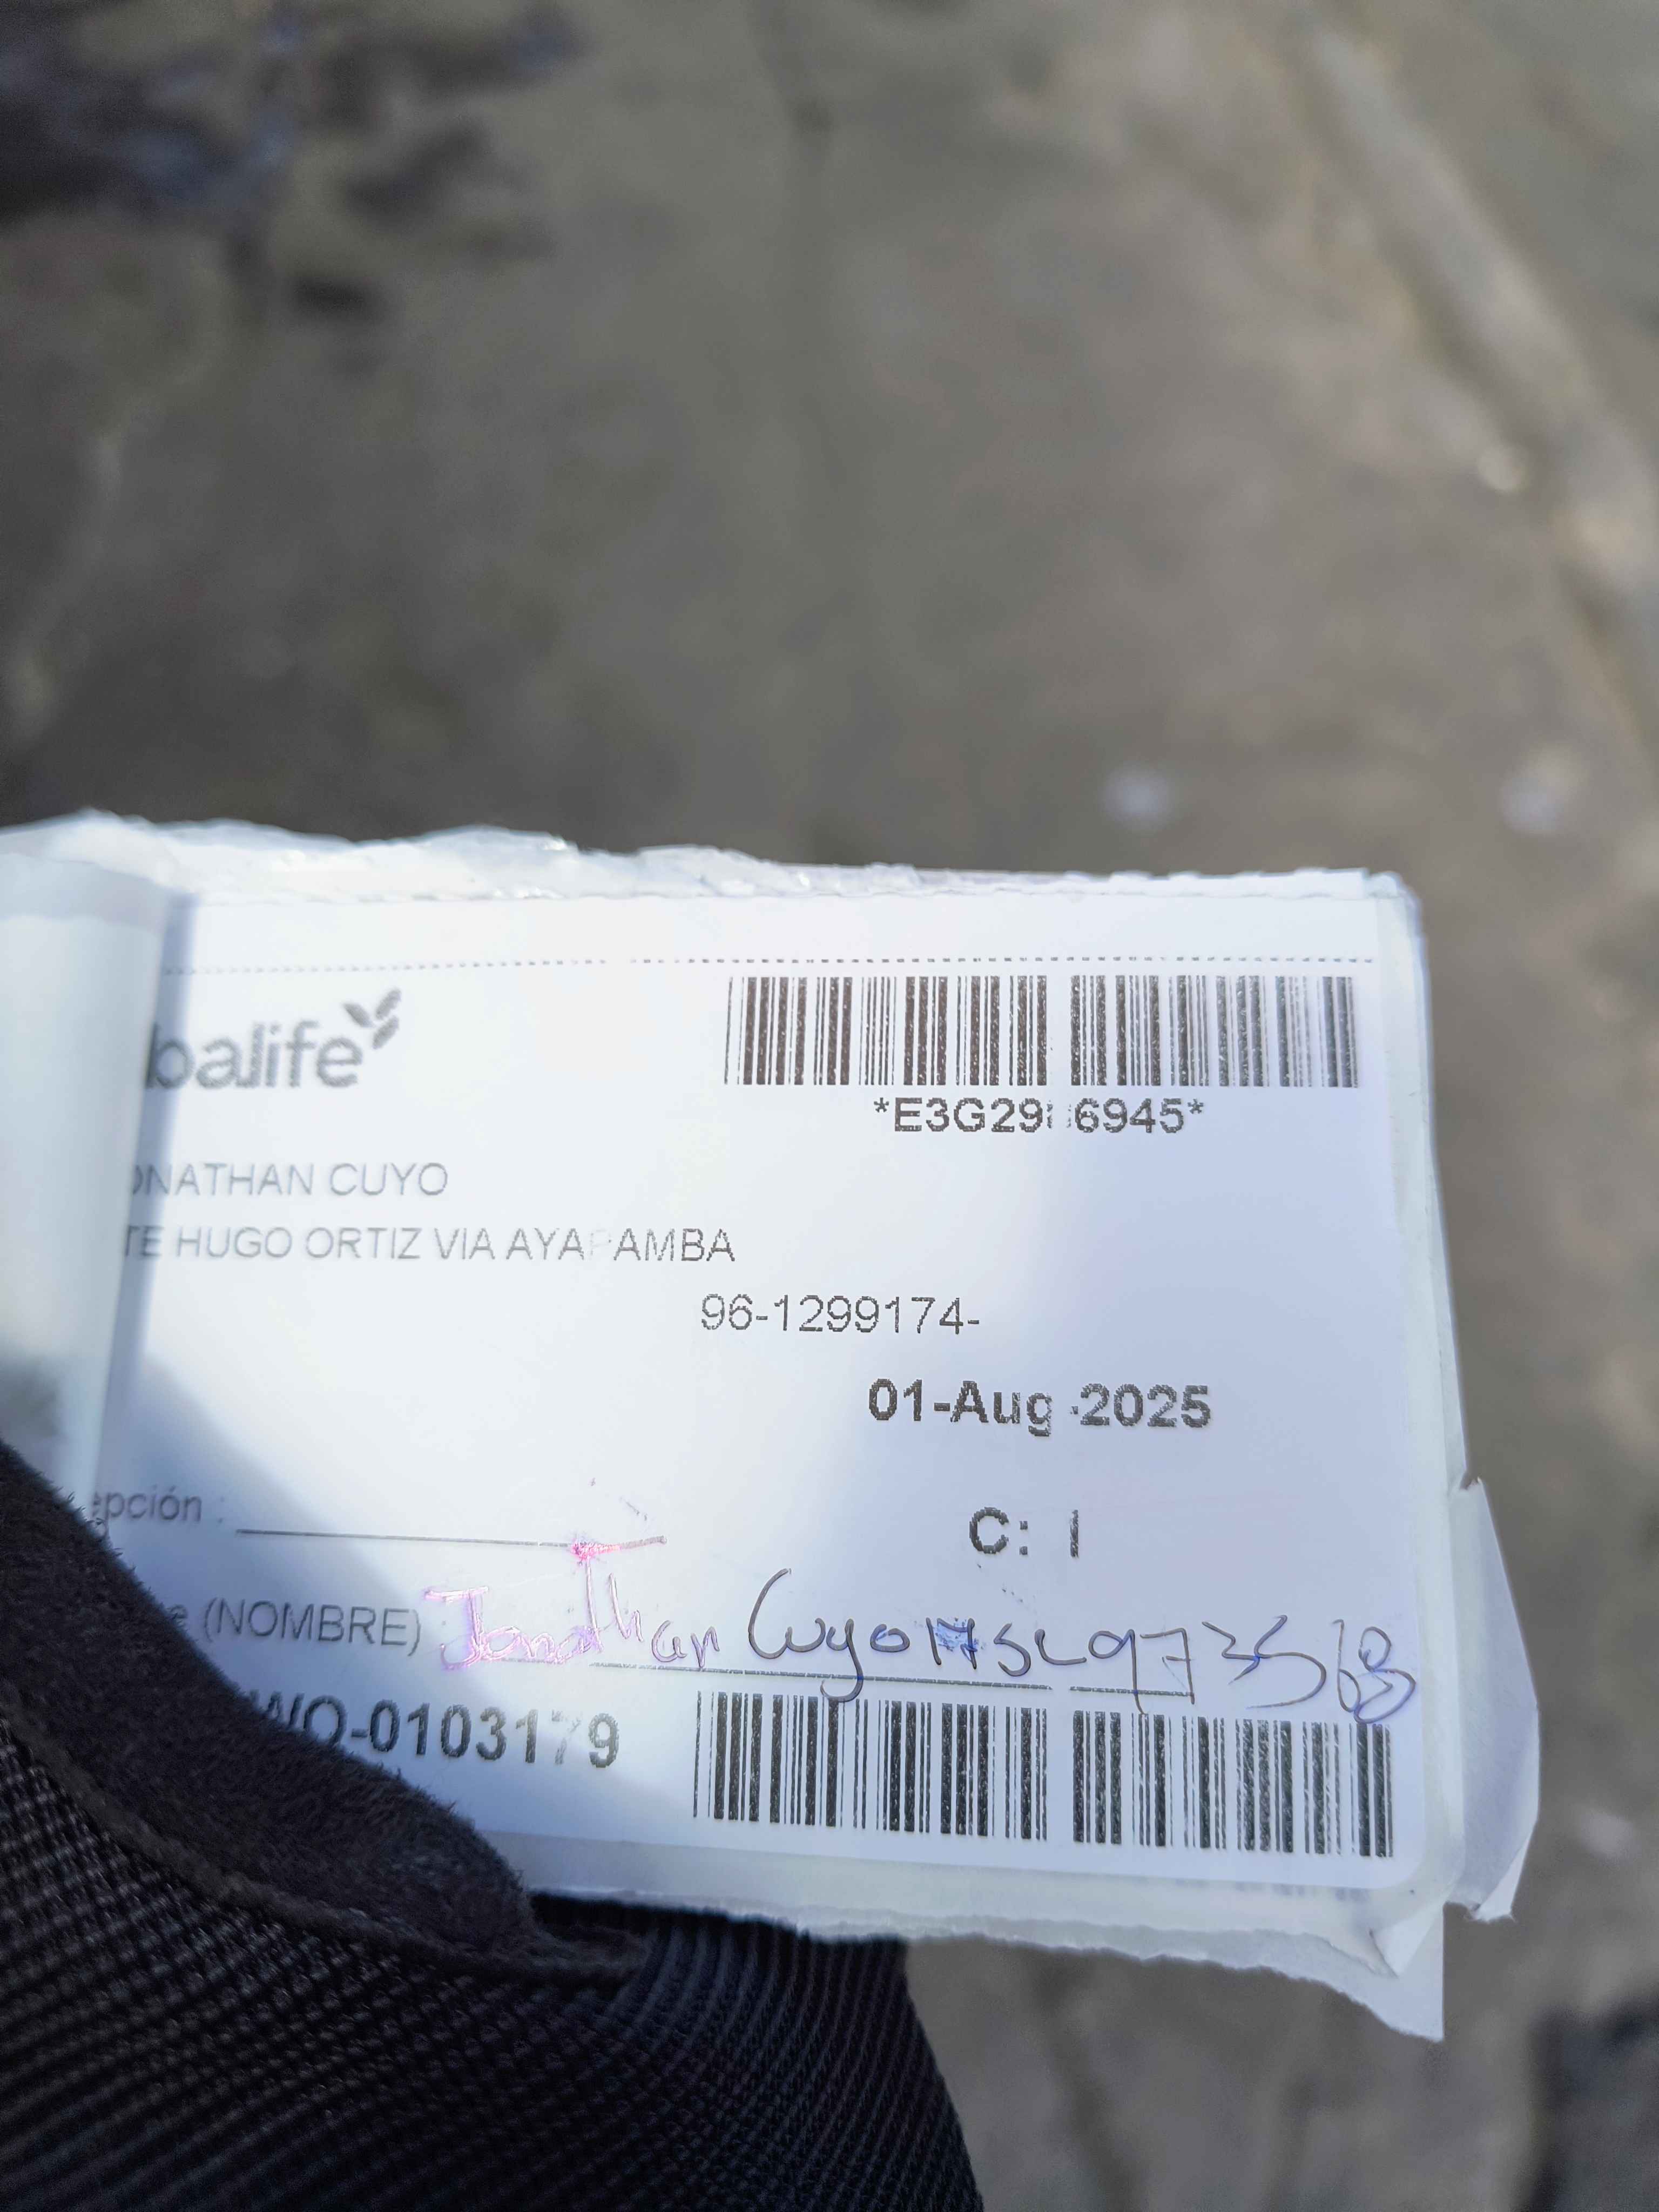 balife
*E3G29 6945*
ONATHAN CUYO
TE HUGO ORTIZ VIA AYAPAMBA
96-1299174-
01-Aug-2025
epción :
C: I
e (NOMBRE) Jonathan Cuyo
WO-0103179